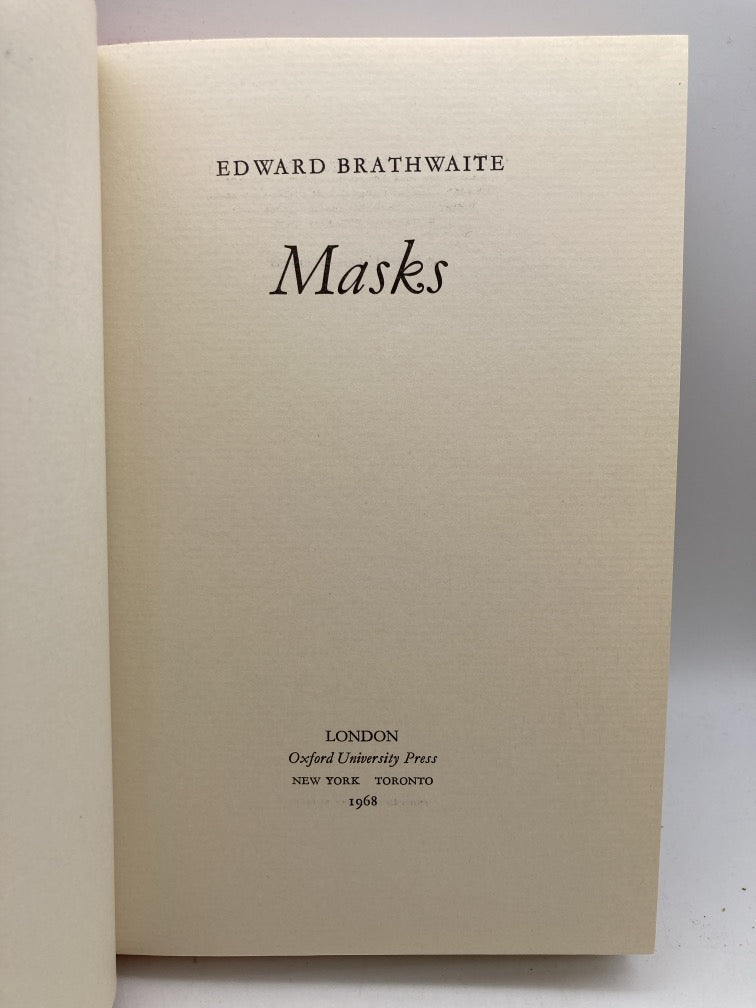 EDWARD BRATHWAITE
Masks
LONDON
Oxford University Press
NEW YORK TORONTO
1968